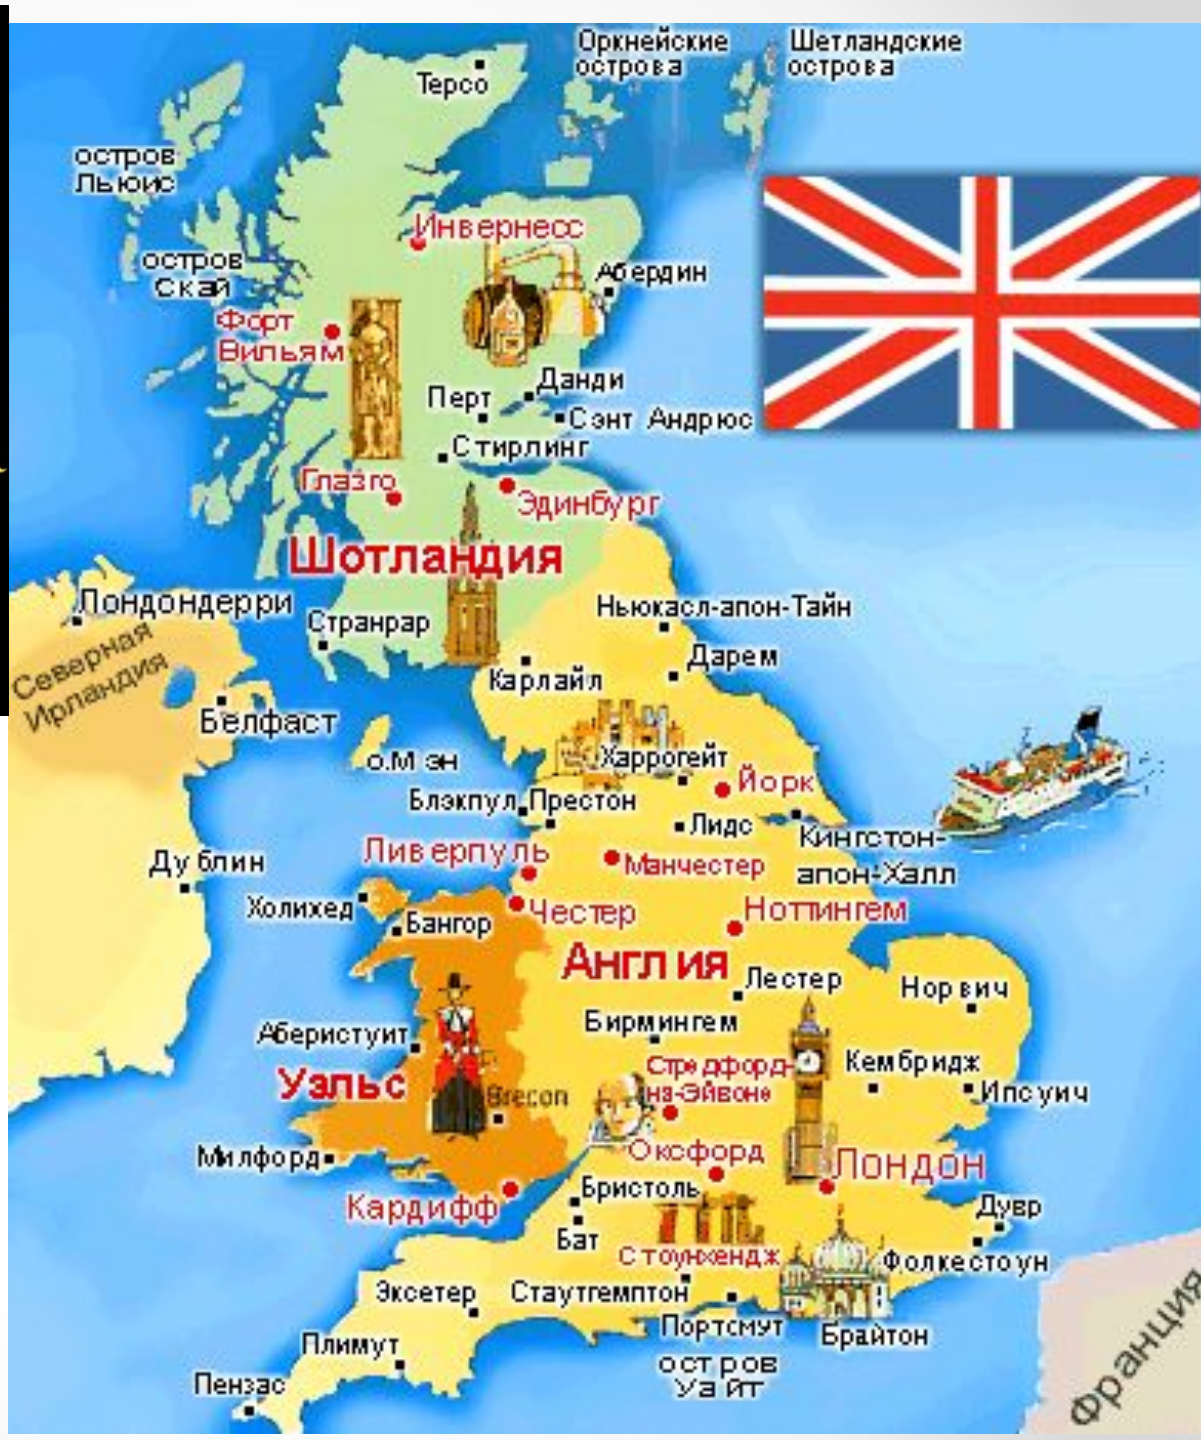 Оркнейские
острова
Шетландские
острова
Терсо
остров
Льюис
Инвернесс
остров
Скай
Абердин
Форт
Вильям
Данди
Перт
Сэнт Андрюс
Стирлинг
Глазго
Эдинбург
Шотландия
Лондондерри
Ньюкасл-апон-Тайн
Странрар
Северная
Ирландия
Дарем
Карлайл
Белфаст
о.Мэн
Харрогейт
Йорк
Блэкпул
Престон
Лидс
Кингстон-
апон-Халл
Ливерпуль
Манчестер
Дублин
Холихед
Бангор
Честер
Ноттингем
Англия
Лестер
Норвич
Бирмингем
Аберистуит
Кембридж
Стредфорд-
на-Эйвоне
Уэльс
Brecon
Ипсуич
Милфорд
Оксфорд
Лондон
Бристоль
Кардифф
Дувр
Бат
Стоунхендж
Фолкестоун
Эксетер
Стаутгемптон
Портсмут
Брайтон
Плимут
остров
Уайт
Пензас
Франция